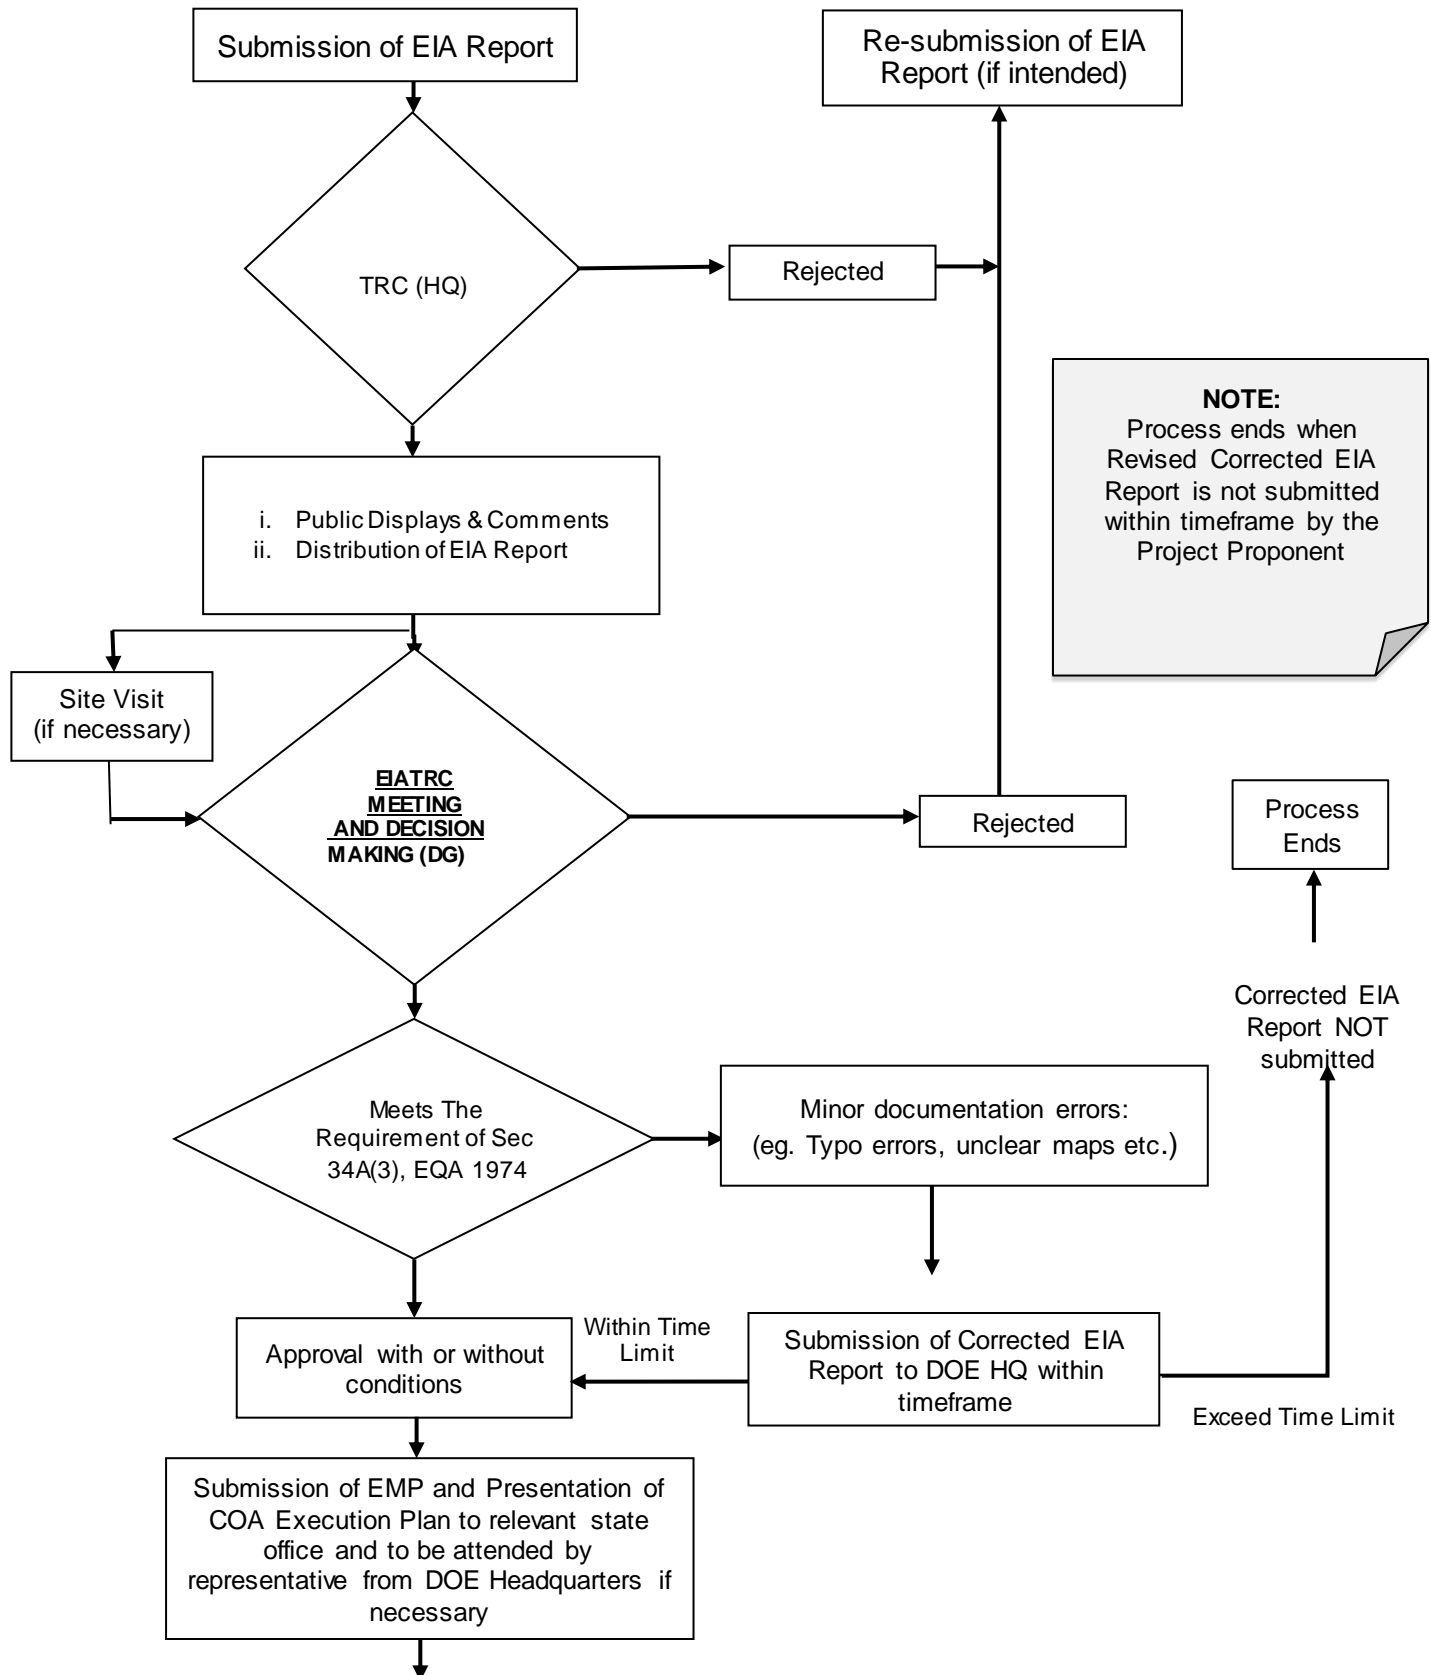 Submission of EIA Report
Re-submission of EIA
Report (if intended)
TRC (HQ)
Rejected
NOTE:
Process ends when
Revised Corrected EIA
Report is not submitted
within timeframe by the
Project Proponent
i. Public Displays & Comments
ii. Distribution of EIA Report
Site Visit
(if necessary)
EIATRC
MEETING
AND DECISION
MAKING (DG)
Rejected
Process
Ends
Corrected EIA
Report NOT
submitted
Meets The
Requirement of Sec
34A(3), EQA 1974
Minor documentation errors:
(eg. Typo errors, unclear maps etc.)
Approval with or without
conditions
Within Time
Limit
Submission of Corrected EIA
Report to DOE HQ within
timeframe
Exceed Time Limit
Submission of EMP and Presentation of
COA Execution Plan to relevant state
office and to be attended by
representative from DOE Headquarters if
necessary